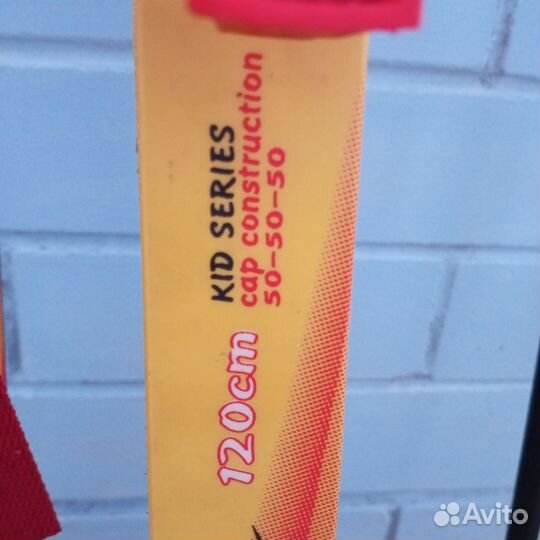 KID SERIES
cap construction
50-50-50
120cm
Avito